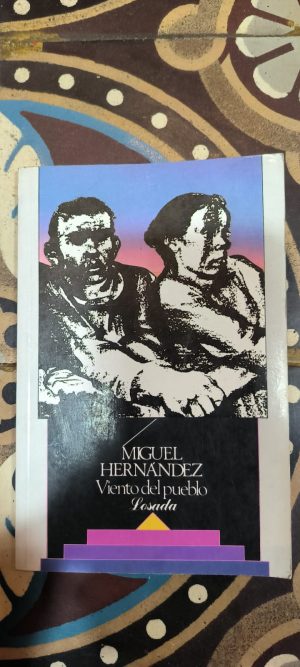 MIGUEL
HERNÁNDEZ
Viento del pueblo
Losada